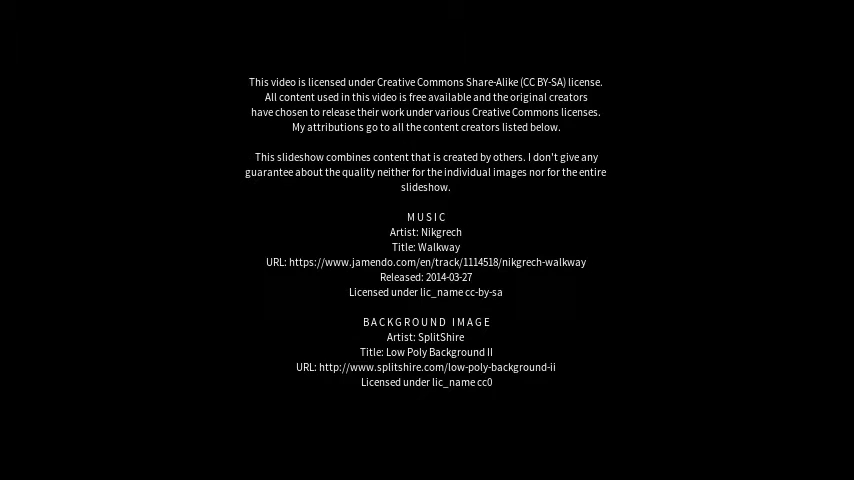 This video is licensed under Creative Commons Share-Alike (CC BY-SA) license.
All content used in this video is free available and the original creators
have chosen to release their work under various Creative Commons licenses.
My attributions go to all the content creators listed below.
This slideshow combines content that is created by others. I don't give any
guarantee about the quality neither for the individual images nor for the entire
slideshow.
MUSIC
Artist: Nikgrech
Title: Walkway
URL: https://www.jamendo.com/en/track/1114518/nikgrech-walkway
Released: 2014-03-27
Licensed under lic_name cc-by-sa
BACKGROUND IMAGE
Artist: SplitShire
Title: Low Poly Background II
URL: http://www.splitshire.com/low-poly-background-ii
Licensed under lic_name cc0